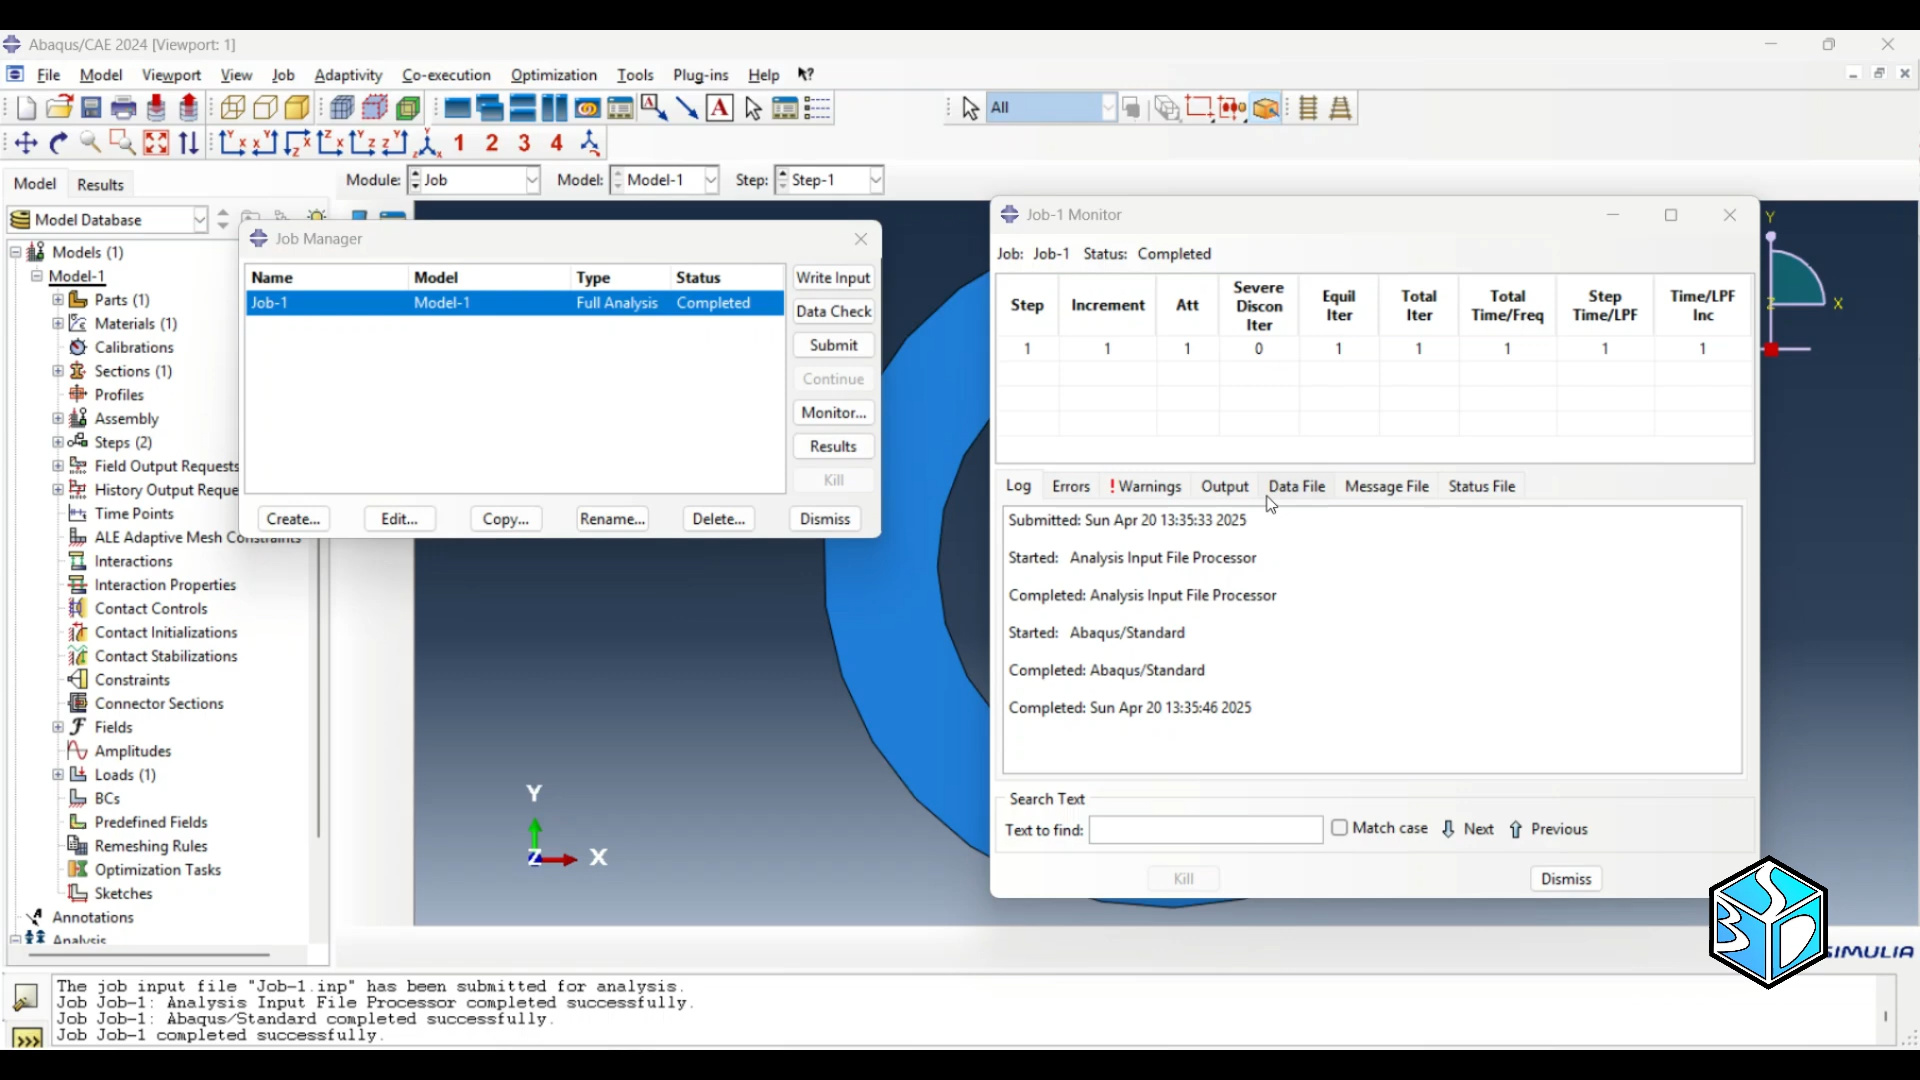 Abaqus/CAE 2024 [Viewport: 1]
File Model Viewport View Job Adaptivity Co-execution Optimization Tools Plug-ins Help
All
1 2 3 4
Model Results
Module: Job Model: Model-1 Step: Step-1
Model Database
Models (1)
Model-1
Parts (1)
Materials (1)
Calibrations
Sections (1)
Profiles
Assembly
Steps (2)
Field Output Requests
History Output Reque
Time Points
ALE Adaptive Mesh Constraints
Interactions
Interaction Properties
Contact Controls
Contact Initializations
Contact Stabilizations
Constraints
Connector Sections
Fields
Amplitudes
Loads (1)
BCs
Predefined Fields
Remeshing Rules
Optimization Tasks
Sketches
Annotations
Analysis
Job Manager
Name Model Type Status
Job-1 Model-1 Full Analysis Completed
Write Input
Data Check
Submit
Continue
Monitor...
Results
Kill
Create... Edit... Copy... Rename... Delete... Dismiss
Job-1 Monitor
Job: Job-1 Status: Completed
Step Increment Att Severe Discon Iter Equil Iter Total Iter Total Time/Freq Step Time/LPF Time/LPF Inc
1 1 1 0 1 1 1 1 1
Log Errors ! Warnings Output Data File Message File Status File
Submitted: Sun Apr 20 13:35:33 2025
Started: Analysis Input File Processor
Completed: Analysis Input File Processor
Started: Abaqus/Standard
Completed: Abaqus/Standard
Completed: Sun Apr 20 13:35:46 2025
Search Text
Text to find: Match case Next Previous
Kill Dismiss
Y
X
Z
Y
Z X
3 S D
SIMULIA
The job input file "Job-1.inp" has been submitted for analysis.
Job Job-1: Analysis Input File Processor completed successfully.
Job Job-1: Abaqus/Standard completed successfully.
Job Job-1 completed successfully.
>>>